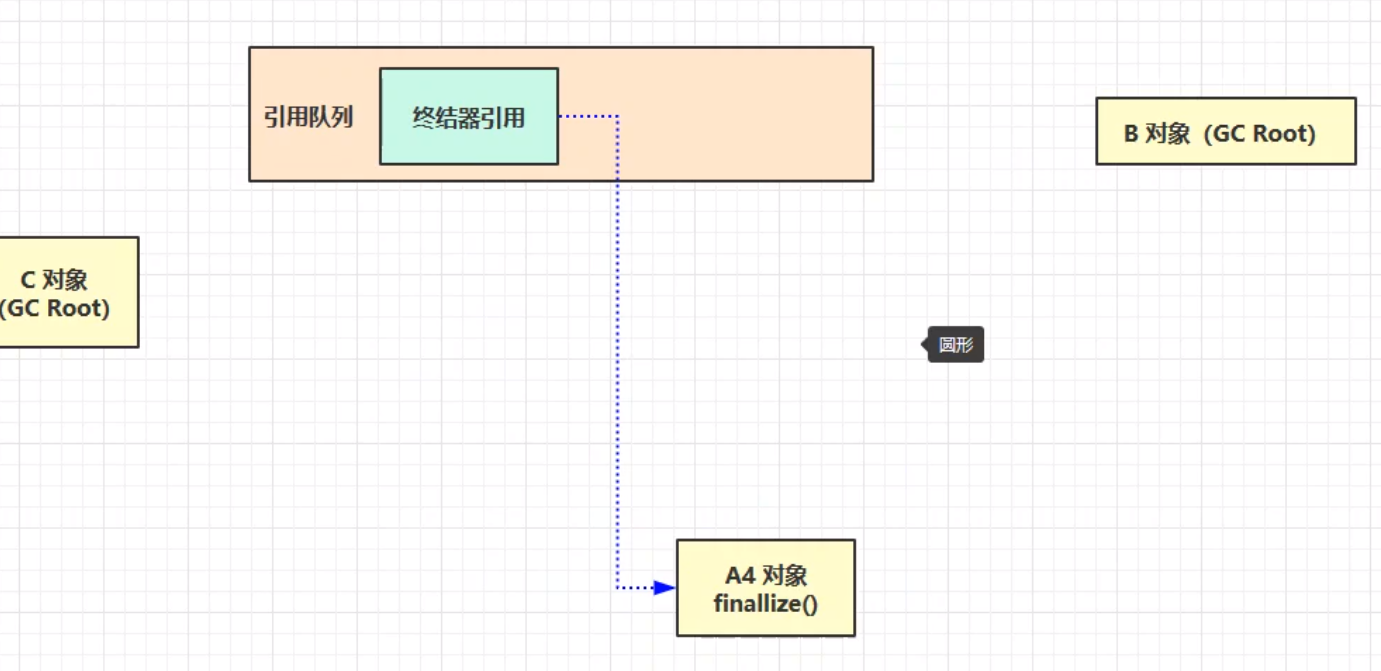 引用队列
终结器引用
B 对象（GC Root)
C 对象
(GC Root)
圆形
A4 对象
finallize()